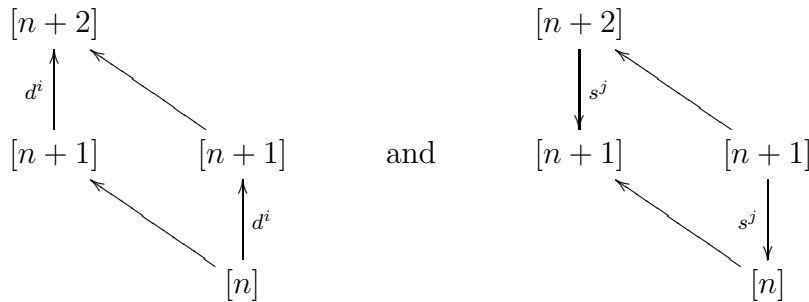 [n + 2] [n + 2]
d^i s^j
[n + 1] [n + 1] and [n + 1] [n + 1]
d^i s^j
[n] [n]